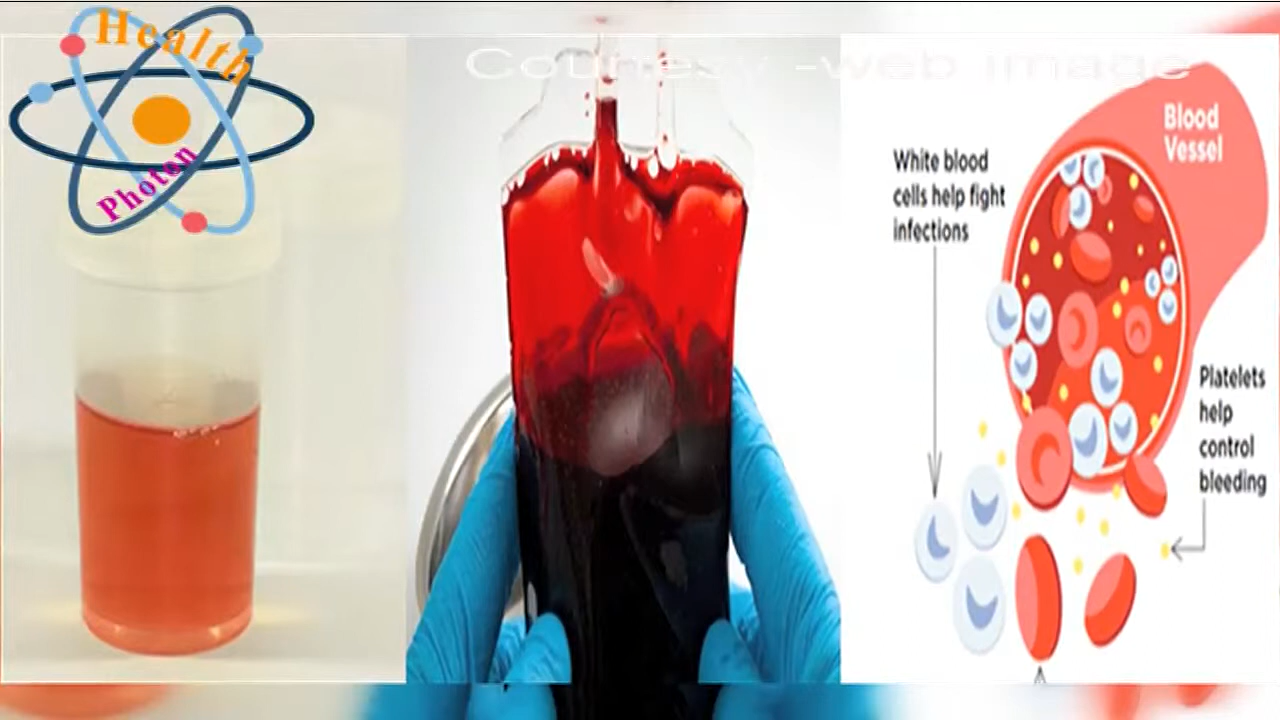 Health
Photon
Courtesy -web image
White blood
cells help fight
infections
Blood
Vessel
Platelets
help
control
bleeding